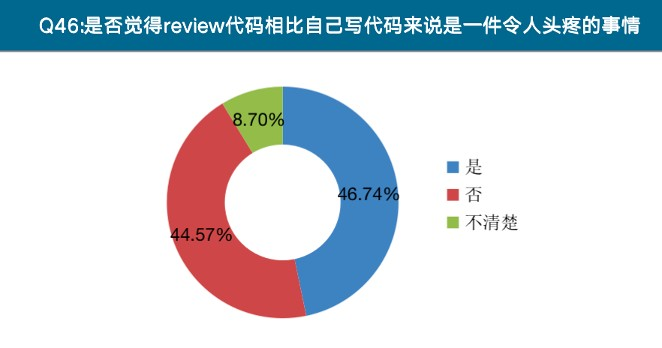 Q46:是否觉得review代码相比自己写代码来说是一件令人头疼的事情
8.70%
46.74%
44.57%
是
否
不清楚